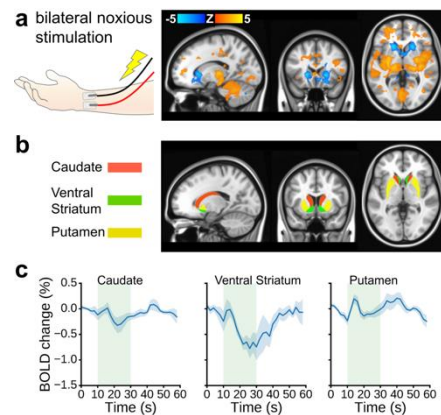 a bilateral noxious
stimulation
-5 Z 5
b
Caudate
Ventral
Striatum
Putamen
c
Caudate Ventral Striatum Putamen
BOLD change (%)
0.0
−0.5
−1.0
−1.5
0 10 20 30 40 50 60 0 10 20 30 40 50 60 0 10 20 30 40 50 60
Time (s) Time (s) Time (s)